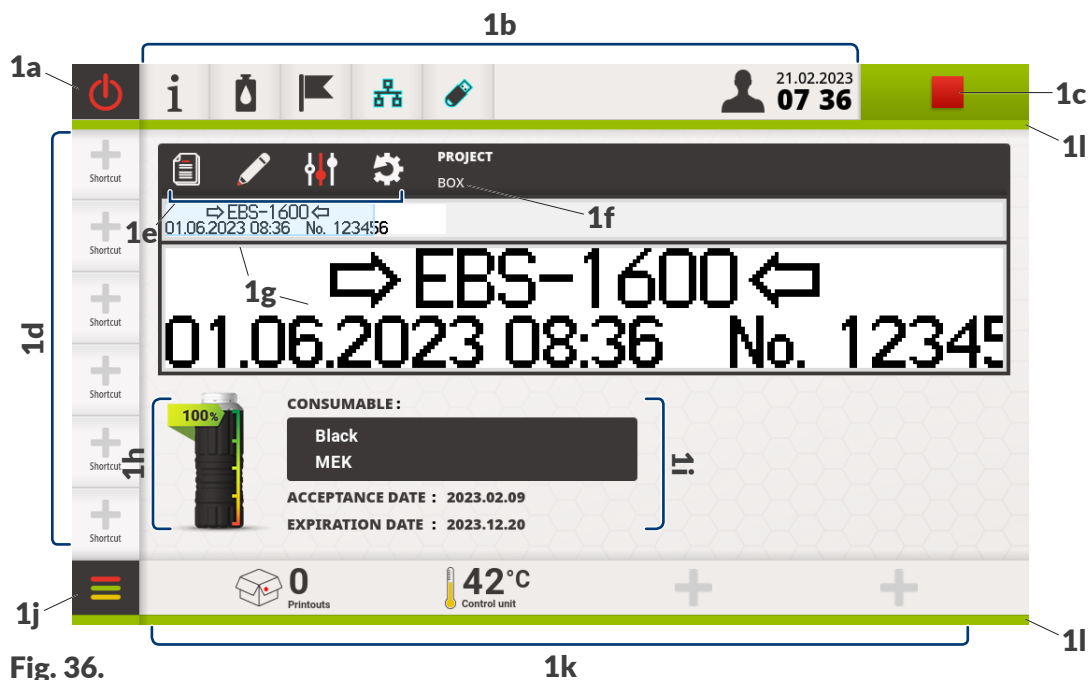 1b
1a
21.02.2023
07 36
1c
1l
Shortcut
PROJECT
BOX
1e
1f
⇨EBS-1600⇦
01.06.2023 08:36 No. 123456
Shortcut
1g
⇨EBS-1600⇦
01.06.2023 08:36 No. 12345
Shortcut
1d
Shortcut
100%
CONSUMABLE :
Black
MEK
1h
1i
Shortcut
ACCEPTANCE DATE : 2023.02.09
EXPIRATION DATE : 2023.12.20
Shortcut
0
Printouts
42°C
Control unit
1j
1l
Fig. 36.
1k